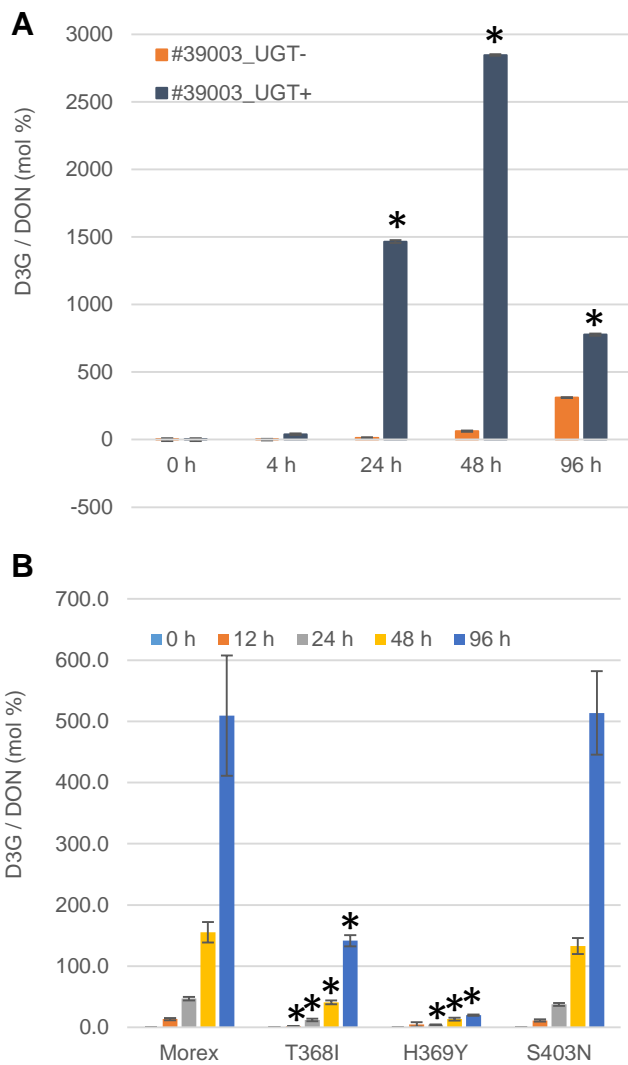 A
3000
2500
2000
1500
1000
500
0
-500
D3G / DON (mol %)
#39003_UGT-
#39003_UGT+
* * *
0 h 4 h 24 h 48 h 96 h
B
700.0
600.0
500.0
400.0
300.0
200.0
100.0
0.0
D3G / DON (mol %)
0 h 12 h 24 h 48 h 96 h
* * * * * * *
Morex T368I H369Y S403N